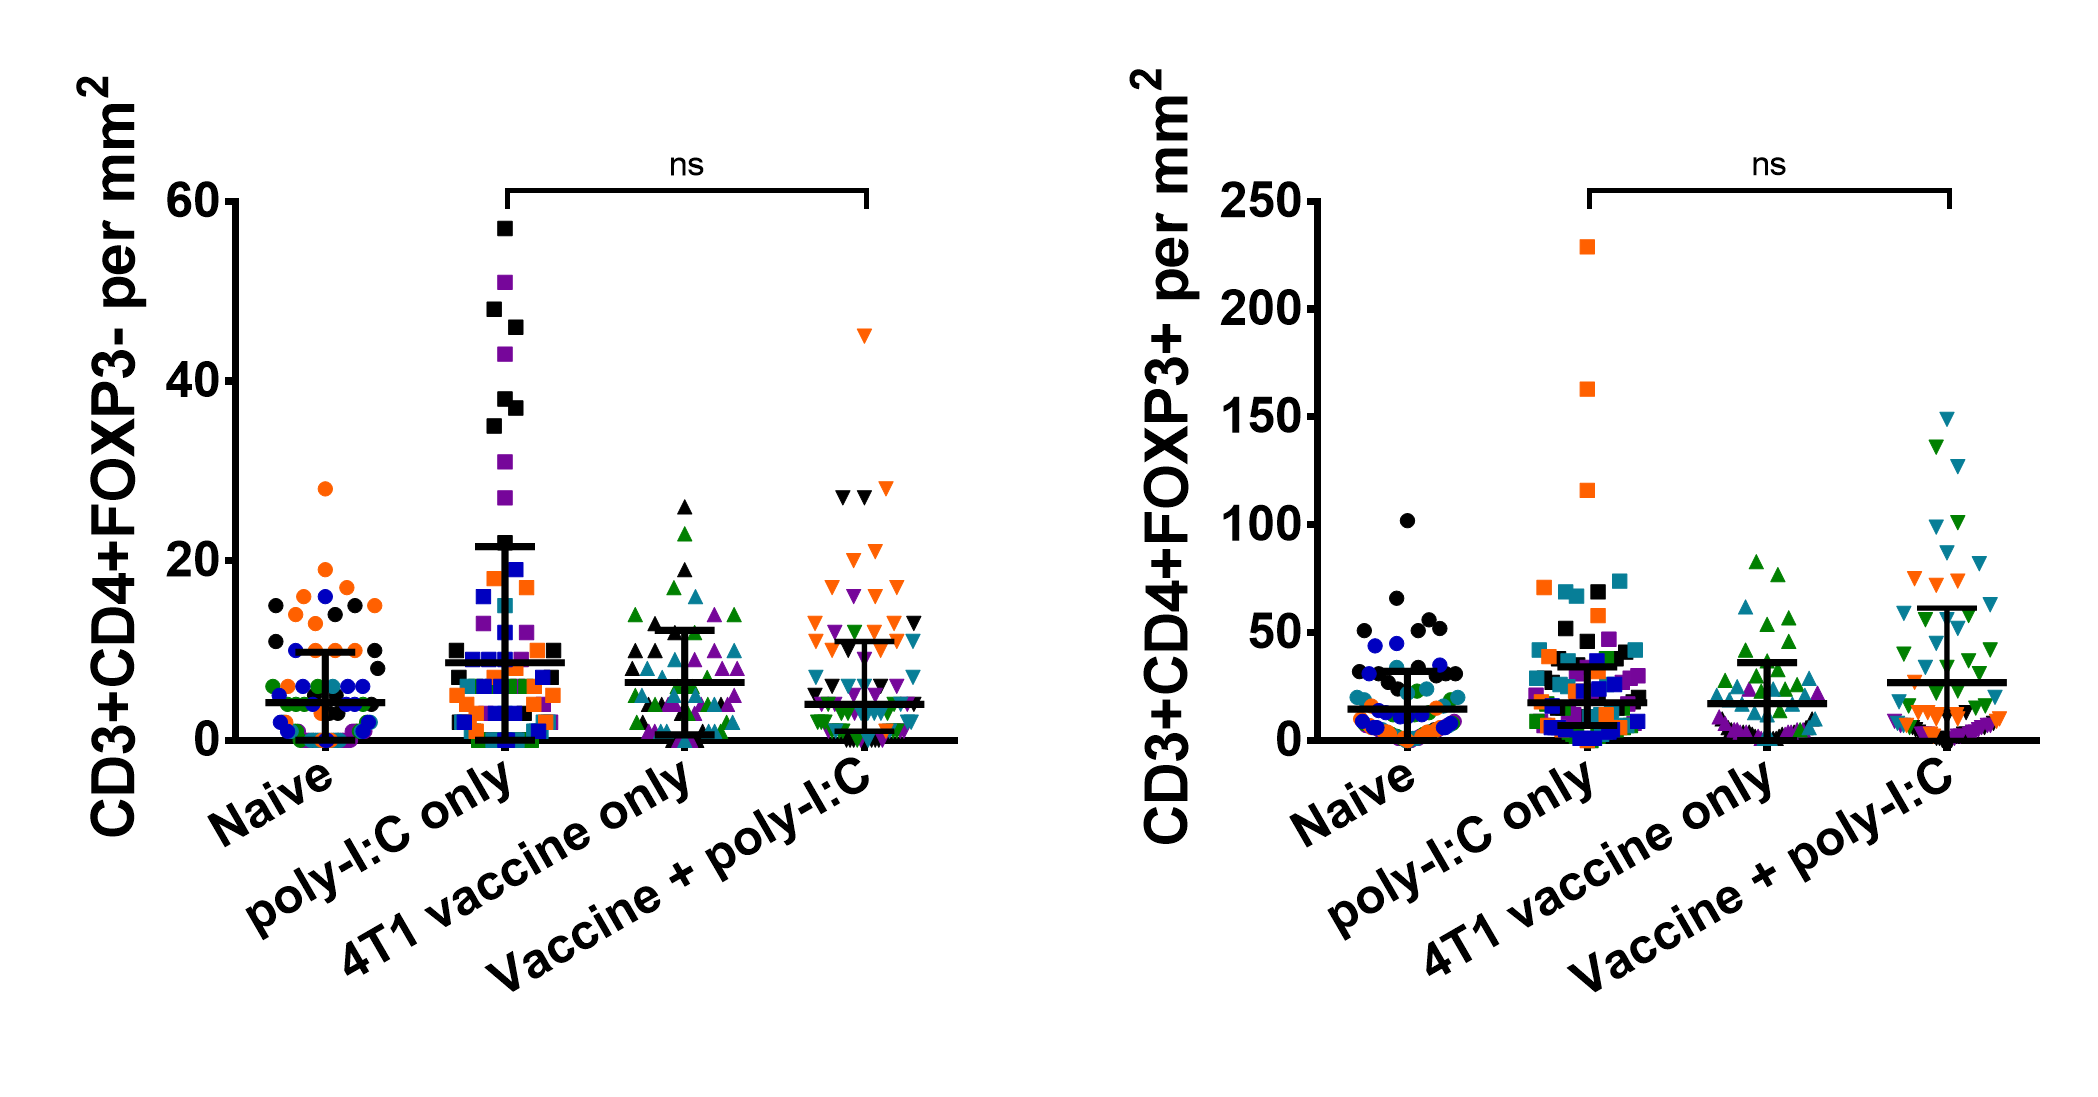 CD3+CD4+FOXP3- per mm2
60
40
20
0
ns
Naive
poly-I:C only
4T1 vaccine only
Vaccine + poly-I:C
CD3+CD4+FOXP3+ per mm2
250
200
150
100
50
0
ns
Naive
poly-I:C only
4T1 vaccine only
Vaccine + poly-I:C